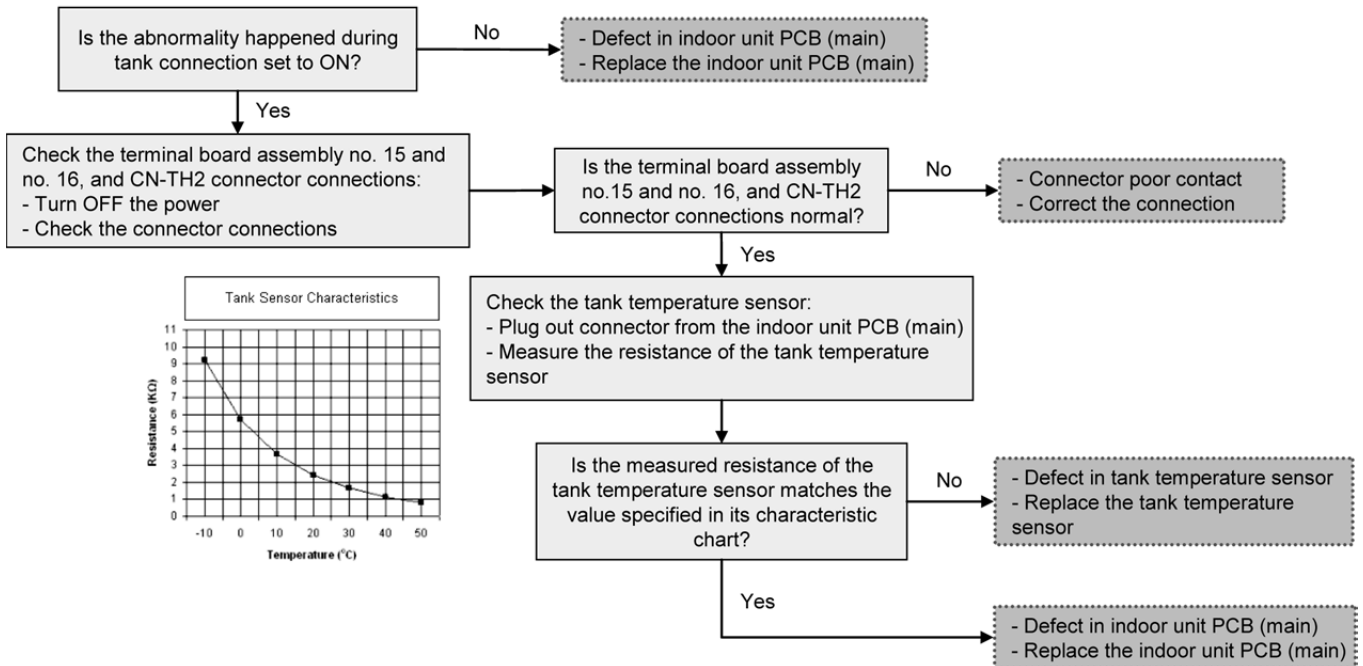 Is the abnormality happened during
tank connection set to ON?
No
- Defect in indoor unit PCB (main)
- Replace the indoor unit PCB (main)
Yes
Check the terminal board assembly no. 15 and
no. 16, and CN-TH2 connector connections:
- Turn OFF the power
- Check the connector connections
Is the terminal board assembly
no.15 and no. 16, and CN-TH2
connector connections normal?
No
- Connector poor contact
- Correct the connection
Yes
Tank Sensor Characteristics
11
10
9
8
7
6
5
4
3
2
1
0
Resistance (KΩ)
-10 0 10 20 30 40 50
Temperature (°C)
Check the tank temperature sensor:
- Plug out connector from the indoor unit PCB (main)
- Measure the resistance of the tank temperature
sensor
Is the measured resistance of the
tank temperature sensor matches the
value specified in its characteristic
chart?
No
- Defect in tank temperature sensor
- Replace the tank temperature
sensor
Yes
- Defect in indoor unit PCB (main)
- Replace the indoor unit PCB (main)